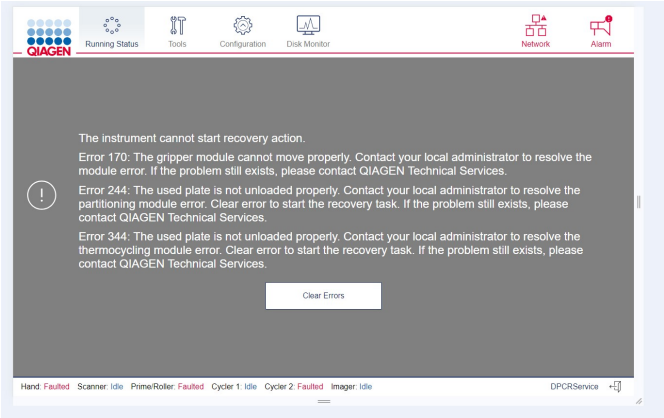 QIAGEN
Running Status
Tools
Configuration
Disk Monitor
Network
Alarm
The instrument cannot start recovery action.
Error 170: The gripper module cannot move properly. Contact your local administrator to resolve the
module error. If the problem still exists, please contact QIAGEN Technical Services.
Error 244: The used plate is not unloaded properly. Contact your local administrator to resolve the
partitioning module error. Clear error to start the recovery task. If the problem still exists, please
contact QIAGEN Technical Services.
Error 344: The used plate is not unloaded properly. Contact your local administrator to resolve the
thermocycling module error. Clear error to start the recovery task. If the problem still exists, please
contact QIAGEN Technical Services.
Clear Errors
Hand: Faulted Scanner: Idle Prime/Roller: Faulted Cycler 1: Idle Cycler 2: Faulted Imager: Idle DPCRService